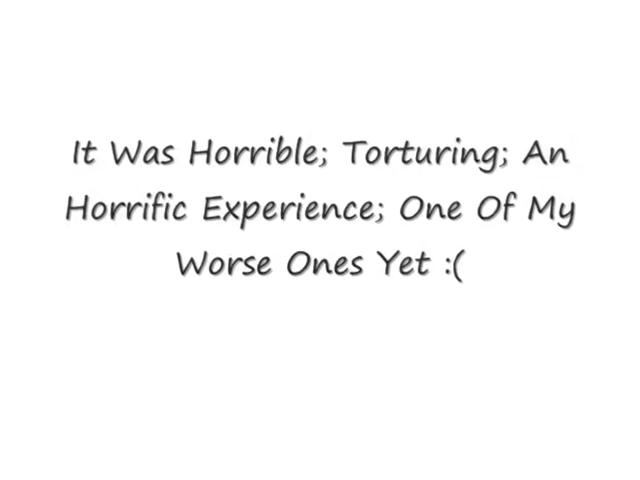 It Was Horrible; Torturing; An
Horrific Experience; One Of My
Worse Ones Yet :(